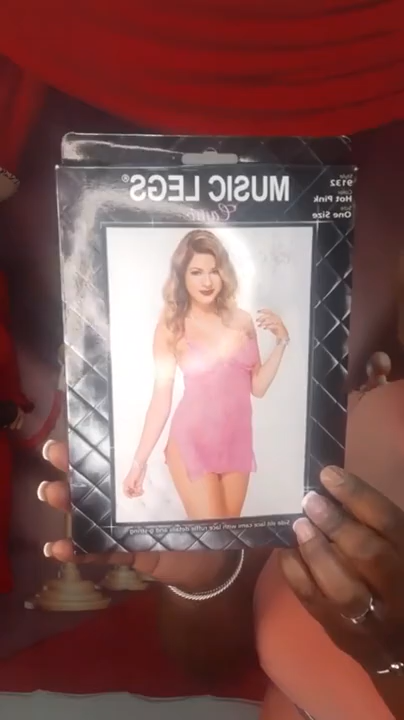 MUSIC LEGS®
Style
9132
Color
Hot Pink
Size
One Size
Side slit lace cami with lace ruffle details and g-string